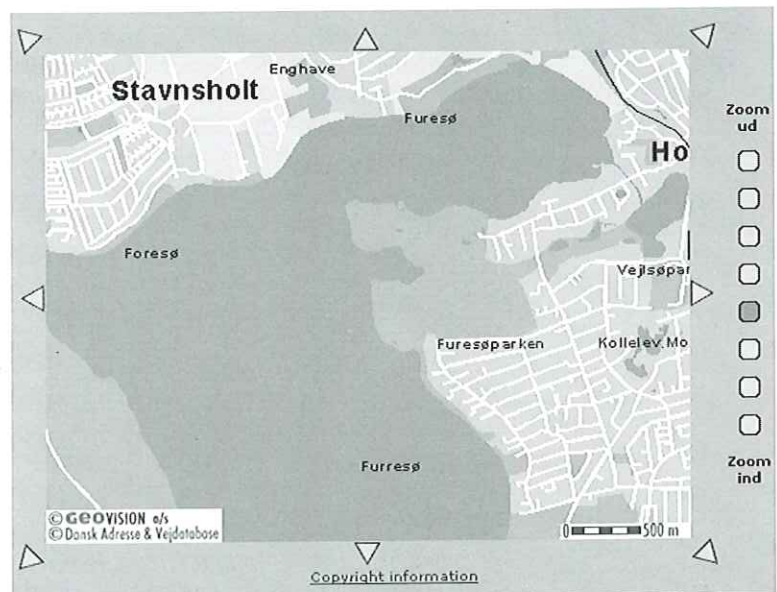 Enghave
Stavnsholt
Furesø
Zoom
ud
Ho
Foresø
Vejlsøpar
Furesøparken
Kollelev Mo
Furresø
Zoom
ind
© GEOVISION a/s
© Dansk Adresse & Vejdatabase
0 500 m
Copyright information